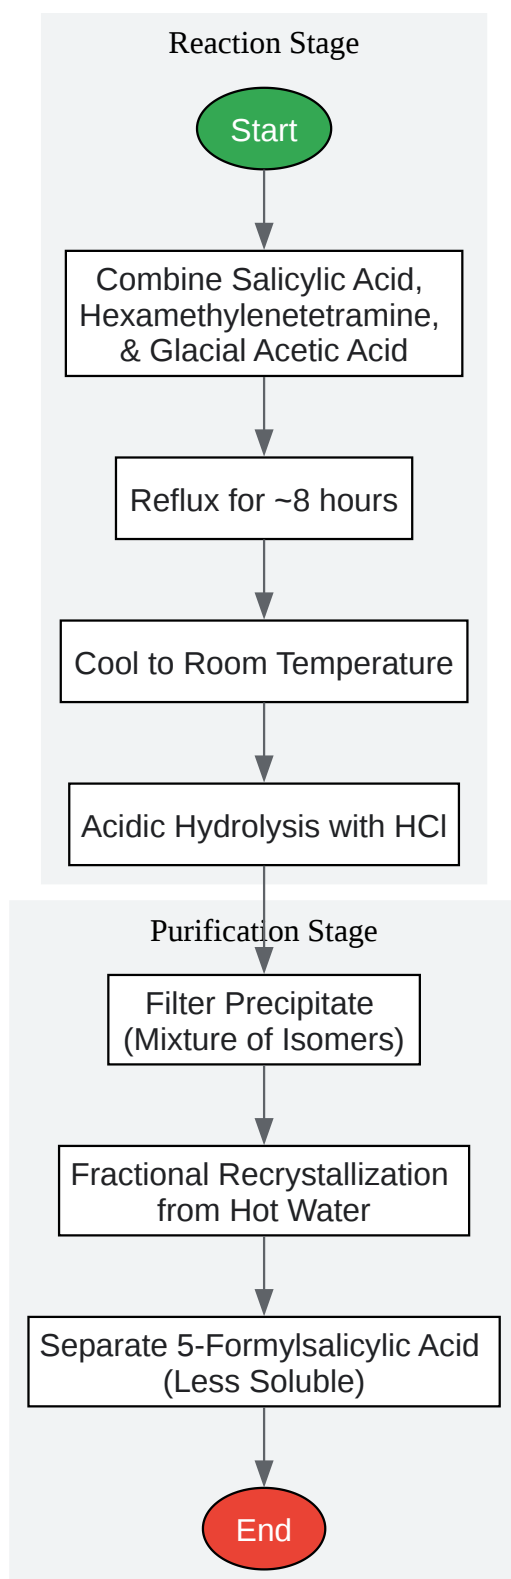 Reaction Stage
Start
Combine Salicylic Acid,
Hexamethylenetetramine,
& Glacial Acetic Acid
Reflux for ~8 hours
Cool to Room Temperature
Acidic Hydrolysis with HCl
Purification Stage
Filter Precipitate
(Mixture of Isomers)
Fractional Recrystallization
from Hot Water
Separate 5-Formylsalicylic Acid
(Less Soluble)
End